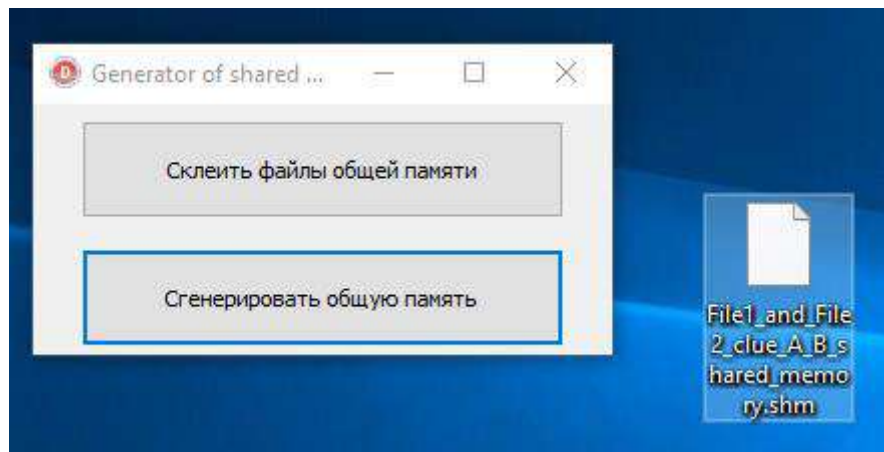 Generator of shared ...
Склеить файлы общей памяти
Сгенерировать общую память
File1_and_File
2_clue_A_B_s
hared_memo
ry.shm